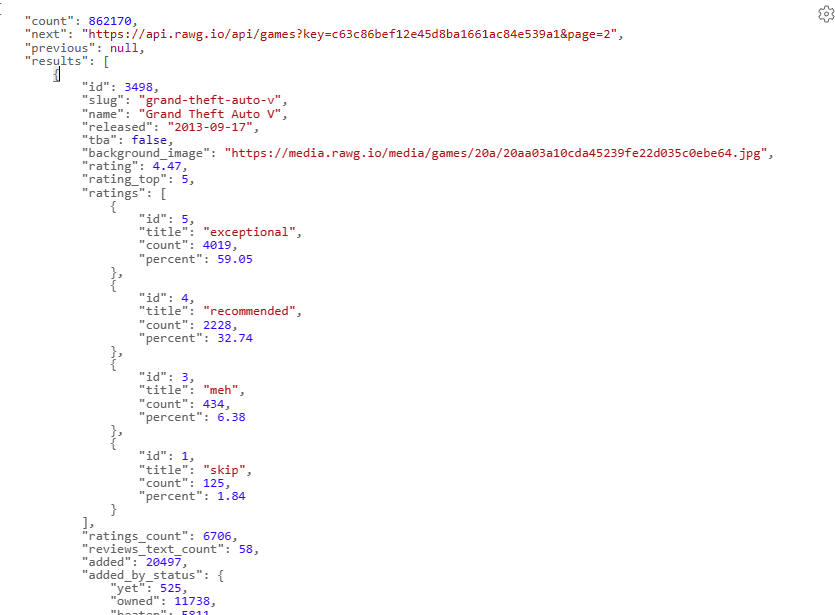 "count": 862170,
"next": "https://api.rawg.io/api/games?key=c63c86bef12e45d8ba1661ac84e539a1&page=2",
"previous": null,
"results": [
{
"id": 3498,
"slug": "grand-theft-auto-v",
"name": "Grand Theft Auto V",
"released": "2013-09-17",
"tba": false,
"background_image": "https://media.rawg.io/media/games/20a/20aa03a10cda45239fe22d035c0ebe64.jpg",
"rating": 4.47,
"rating_top": 5,
"ratings": [
{
"id": 5,
"title": "exceptional",
"count": 4019,
"percent": 59.05
},
{
"id": 4,
"title": "recommended",
"count": 2228,
"percent": 32.74
},
{
"id": 3,
"title": "meh",
"count": 434,
"percent": 6.38
},
{
"id": 1,
"title": "skip",
"count": 125,
"percent": 1.84
}
],
"ratings_count": 6706,
"reviews_text_count": 58,
"added": 20497,
"added_by_status": {
"yet": 525,
"owned": 11738,
"beaten": 5811